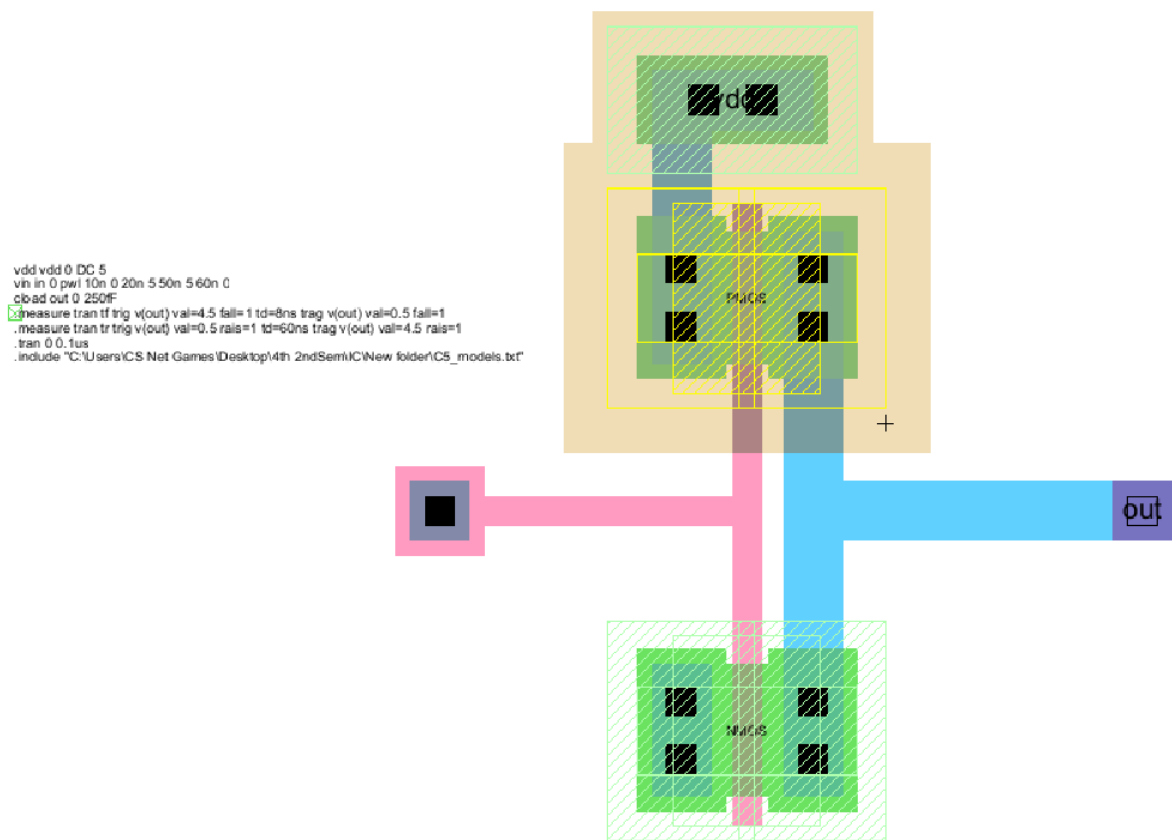 vdd
vdd vdd 0 DC 5
vin in 0 pwl 10n 0 20n 5 50n 5 60n 0
cload out 0 250fF
.measure tran tf trig v(out) val=4.5 fall=1 td=8ns trag v(out) val=0.5 fall=1
.measure tran tr trig v(out) val=0.5 rais=1 td=60ns trag v(out) val=4.5 rais=1
.tran 0 0.1us
.include "C:\Users\CS Net Games\Desktop\4th 2ndSem\IC\New folder\C5_models.txt"
PMOS
out
NMOS